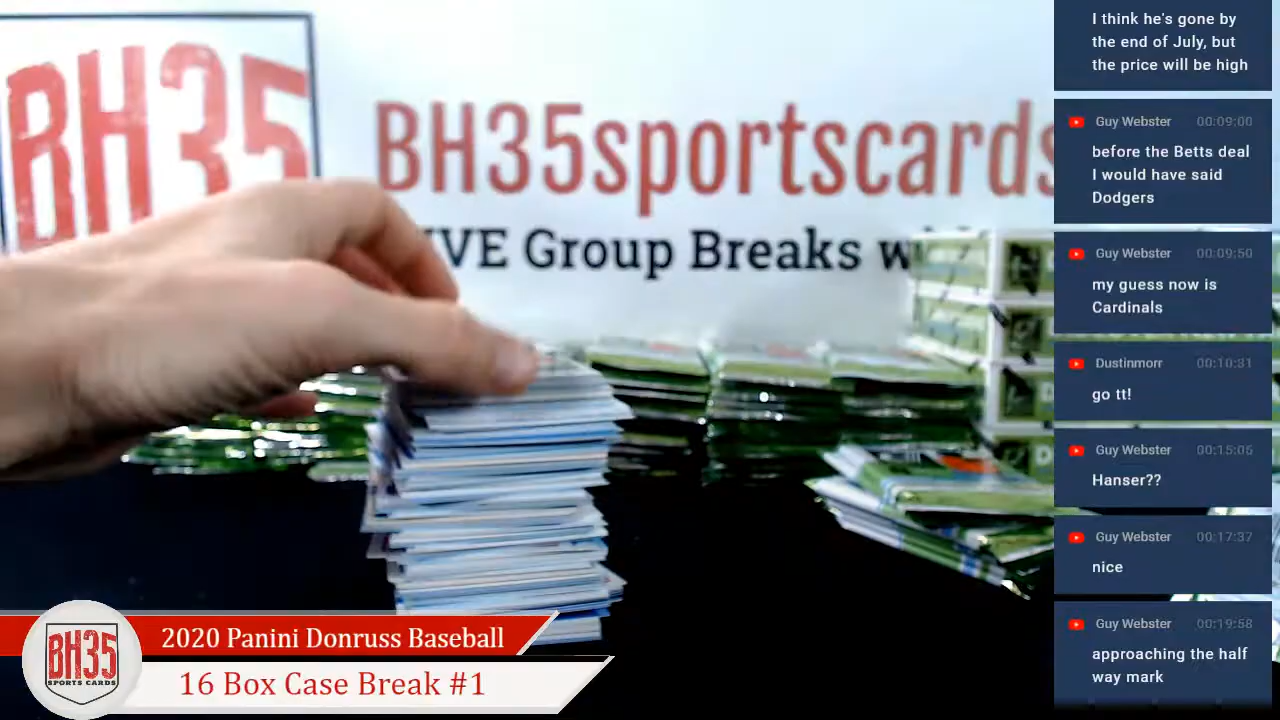 BH35
BH35sportscards
IVE Group Breaks w
I think he's gone by
the end of July, but
the price will be high
Guy Webster 00:09:00
before the Betts deal
I would have said
Dodgers
Guy Webster 00:09:50
my guess now is
Cardinals
Dustinmorr 00:10:31
go tt!
Guy Webster 00:15:05
Hanser??
Guy Webster 00:17:37
nice
Guy Webster 00:19:58
approaching the half
way mark
BH35
SPORTS CARDS
2020 Panini Donruss Baseball
16 Box Case Break #1